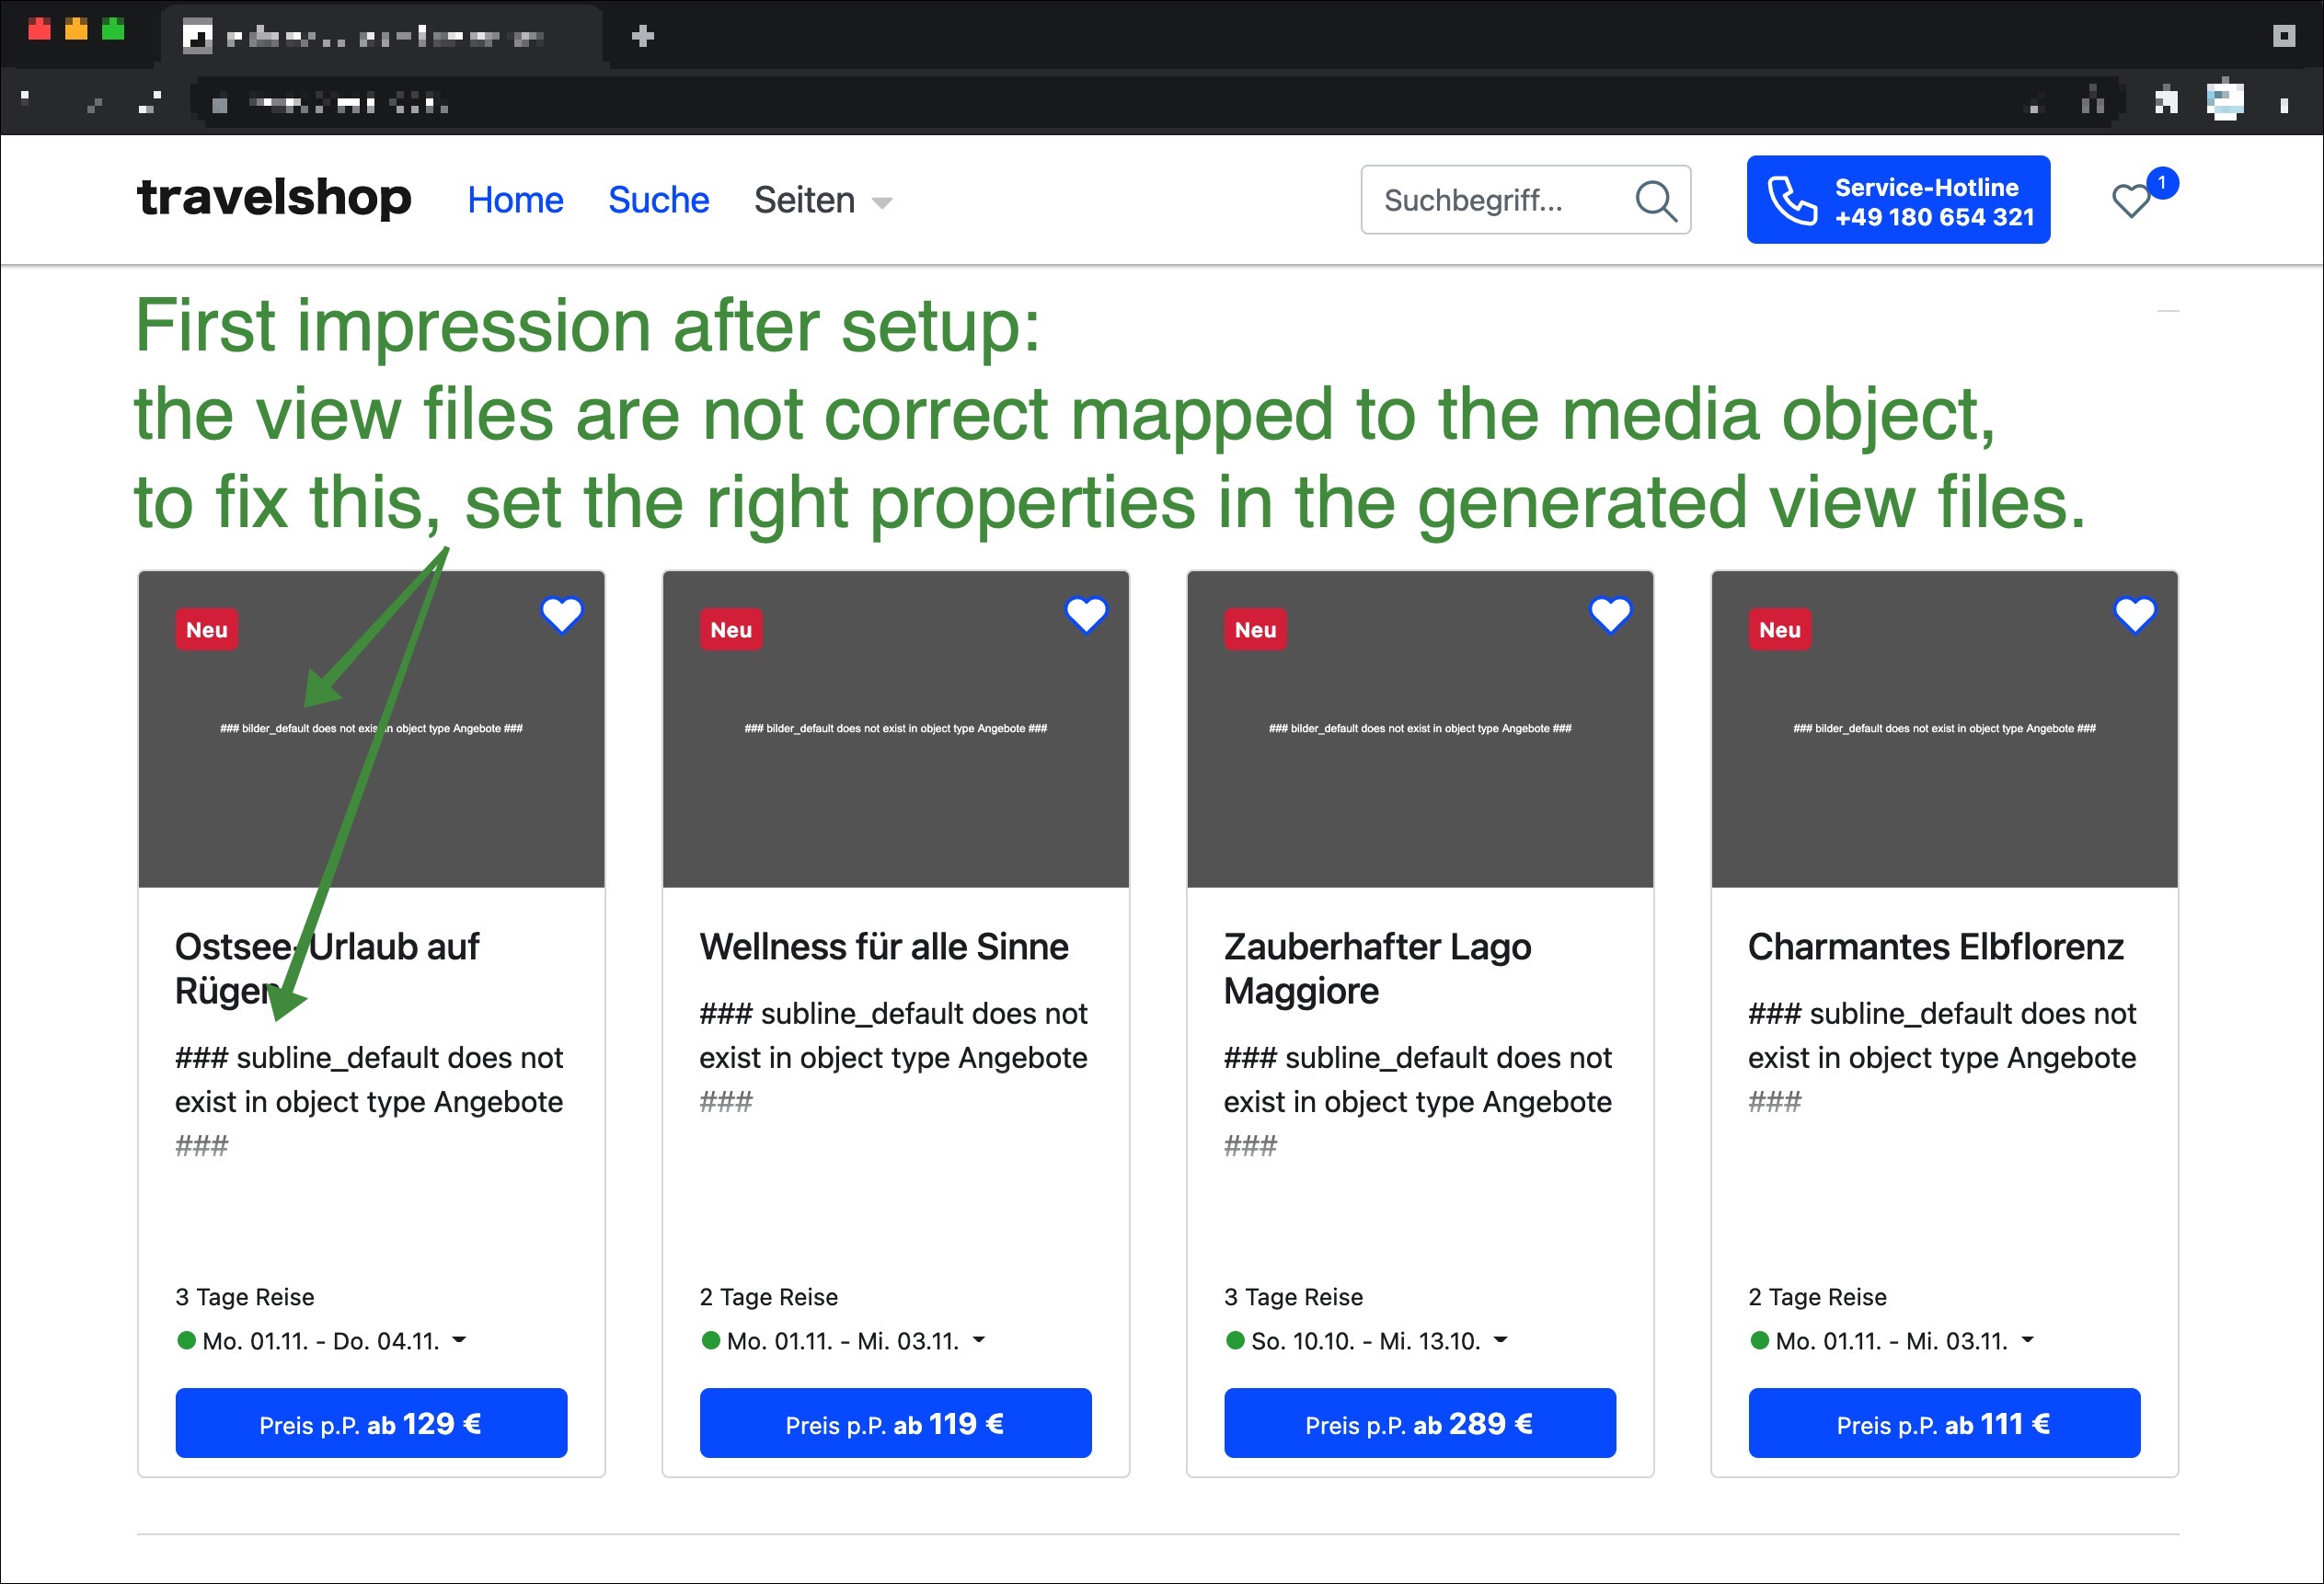 travelshop Home Suche Seiten Suchbegriff... Service-Hotline
+49 180 654 321
1
First impression after setup:
the view files are not correct mapped to the media object,
to fix this, set the right properties in the generated view files.
Neu
### bilder_default does not exist in object type Angebote ###
Ostsee-Urlaub auf
Rügen
### subline_default does not
exist in object type Angebote
###
3 Tage Reise
Mo. 01.11. - Do. 04.11.
Preis p.P. ab 129 €
Neu
### bilder_default does not exist in object type Angebote ###
Wellness für alle Sinne
### subline_default does not
exist in object type Angebote
###
2 Tage Reise
Mo. 01.11. - Mi. 03.11.
Preis p.P. ab 119 €
Neu
### bilder_default does not exist in object type Angebote ###
Zauberhafter Lago
Maggiore
### subline_default does not
exist in object type Angebote
###
3 Tage Reise
So. 10.10. - Mi. 13.10.
Preis p.P. ab 289 €
Neu
### bilder_default does not exist in object type Angebote ###
Charmantes Elbflorenz
### subline_default does not
exist in object type Angebote
###
2 Tage Reise
Mo. 01.11. - Mi. 03.11.
Preis p.P. ab 111 €